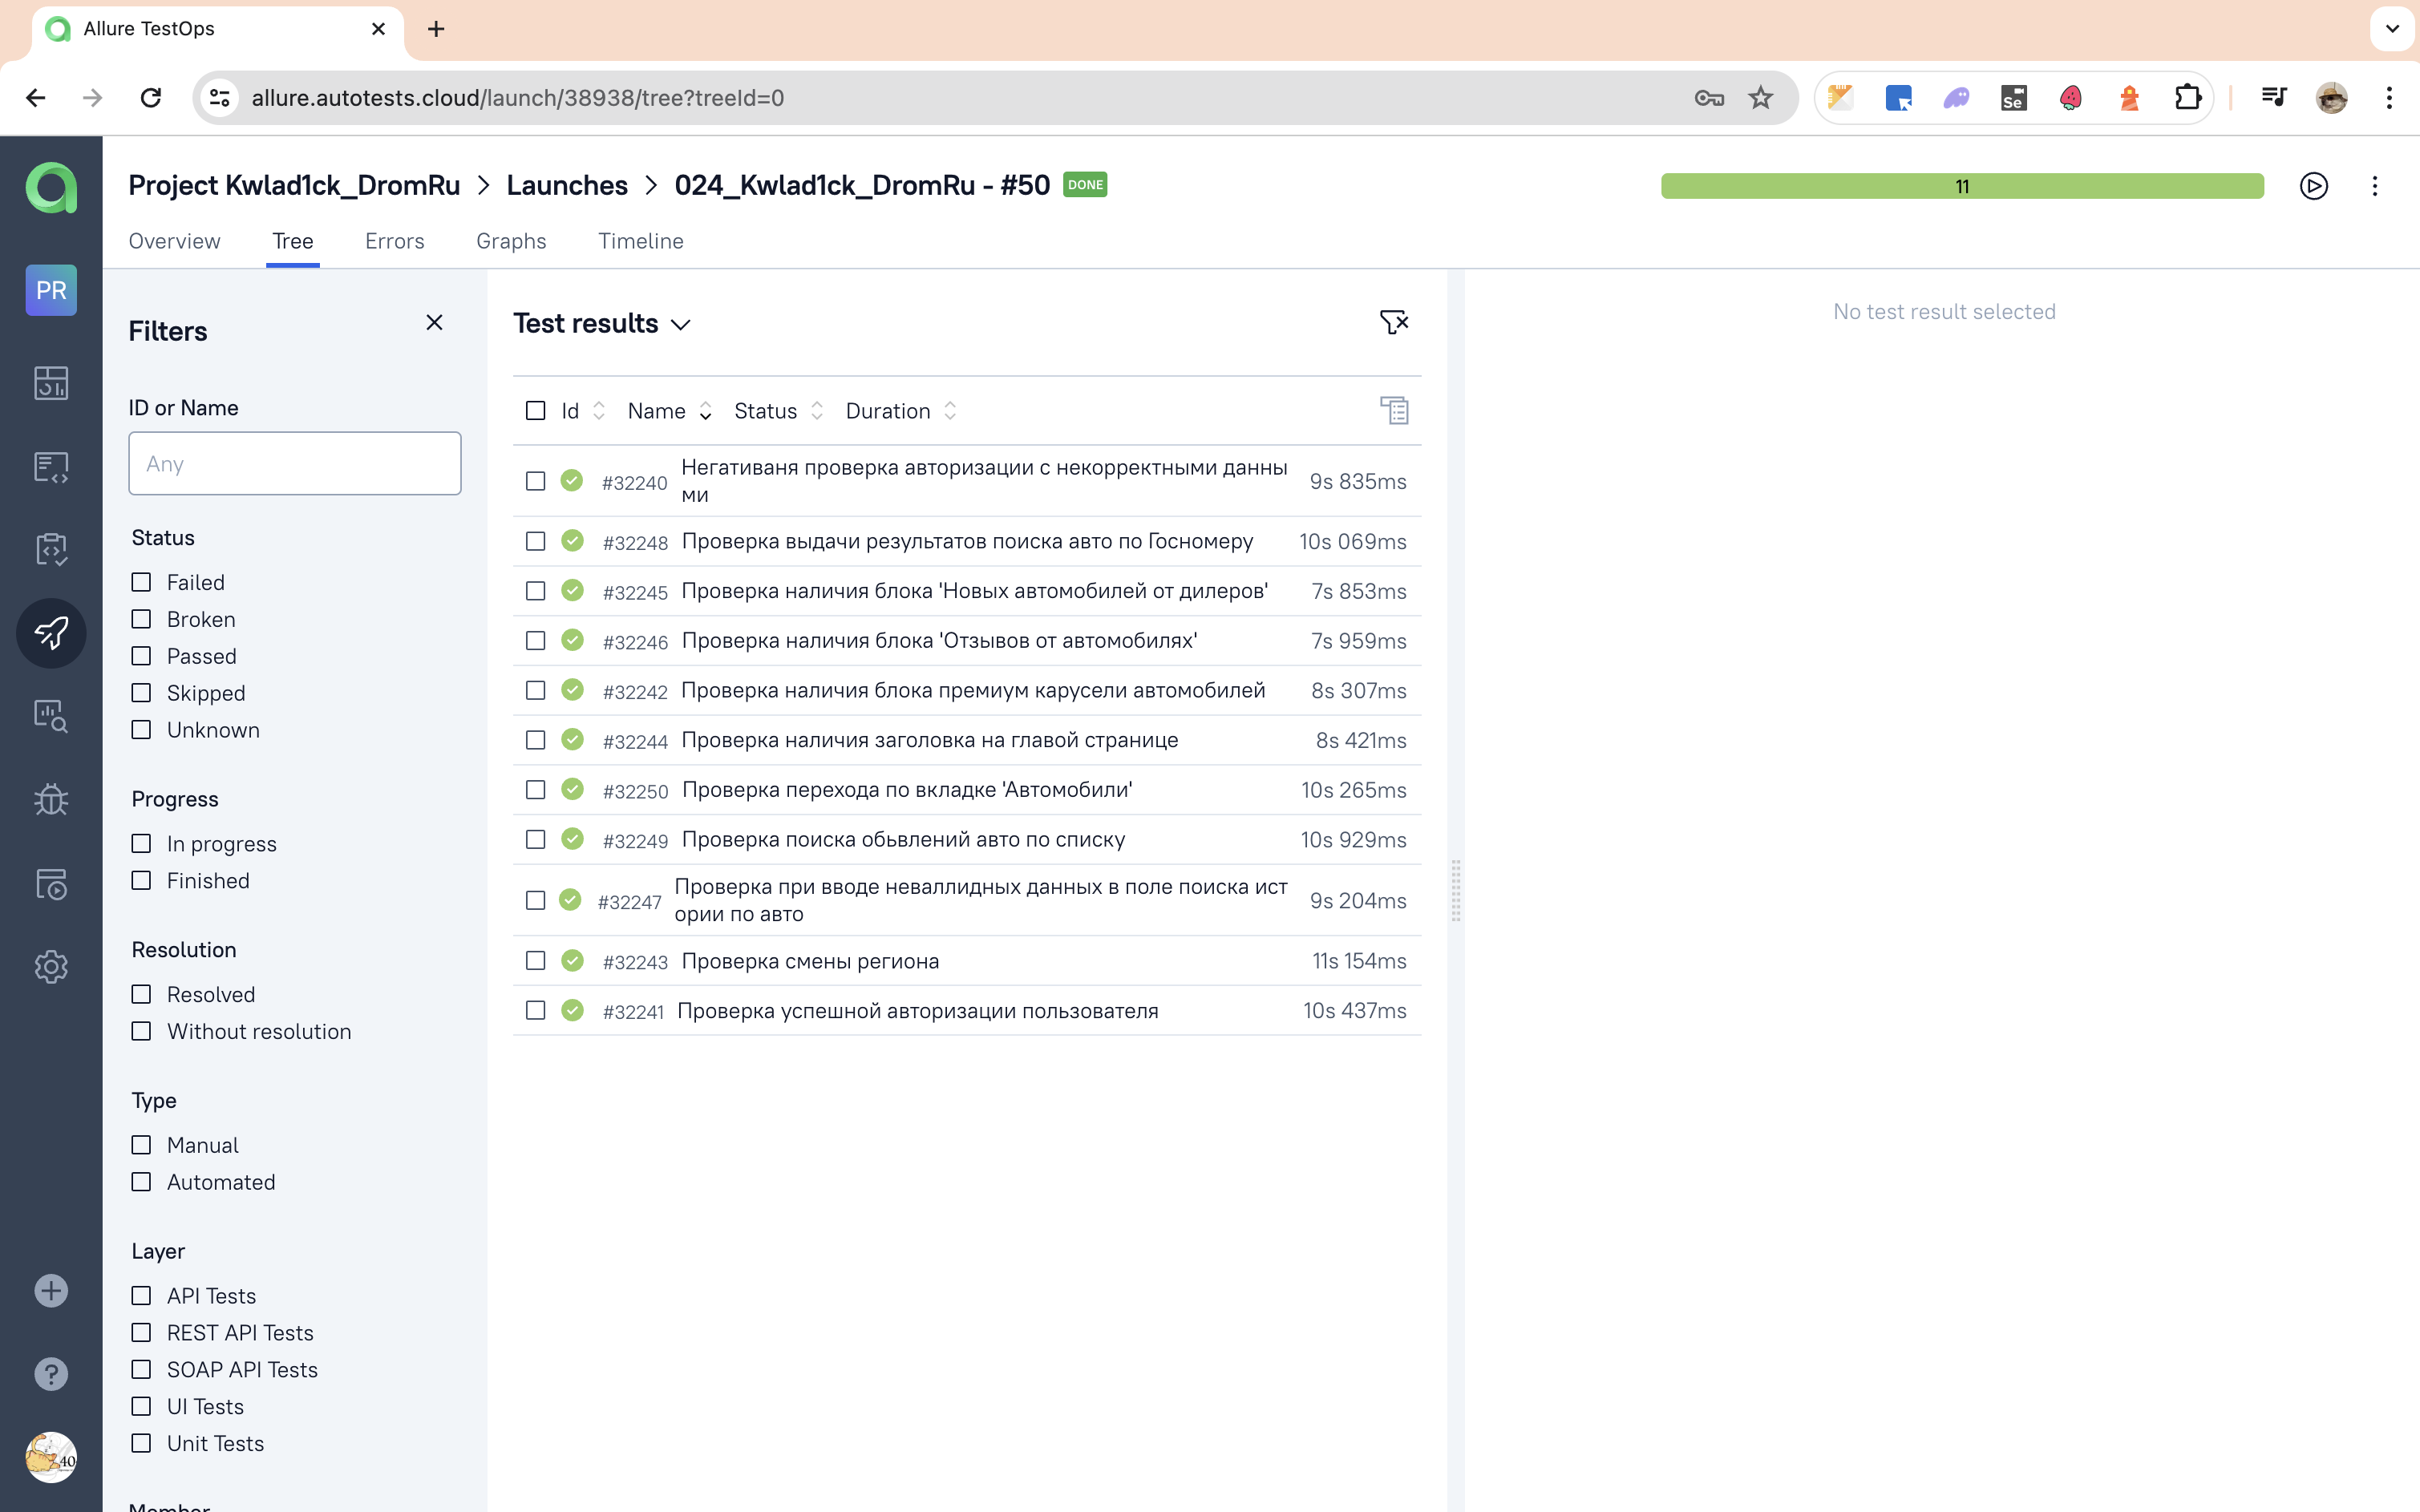 Allure TestOps
allure.autotests.cloud/launch/38938/tree?treeId=0
Se
Project Kwlad1ck_DromRu > Launches > 024_Kwlad1ck_DromRu - #50 DONE
11
Overview Tree Errors Graphs Timeline
PR
Filters
ID or Name
Any
Status
Failed
Broken
Passed
Skipped
Unknown
Progress
In progress
Finished
Resolution
Resolved
Without resolution
Type
Manual
Automated
Layer
API Tests
REST API Tests
SOAP API Tests
UI Tests
Unit Tests
Member
Test results
Id Name Status Duration
#32240 Негативаня проверка авторизации с некорректными данны
ми 9s 835ms
#32248 Проверка выдачи результатов поиска авто по Госномеру 10s 069ms
#32245 Проверка наличия блока 'Новых автомобилей от дилеров' 7s 853ms
#32246 Проверка наличия блока 'Отзывов от автомобилях' 7s 959ms
#32242 Проверка наличия блока премиум карусели автомобилей 8s 307ms
#32244 Проверка наличия заголовка на главой странице 8s 421ms
#32250 Проверка перехода по вкладке 'Автомобили' 10s 265ms
#32249 Проверка поиска обьвлений авто по списку 10s 929ms
#32247 Проверка при вводе неваллидных данных в поле поиска ист
ории по авто 9s 204ms
#32243 Проверка смены региона 11s 154ms
#32241 Проверка успешной авторизации пользователя 10s 437ms
No test result selected
40